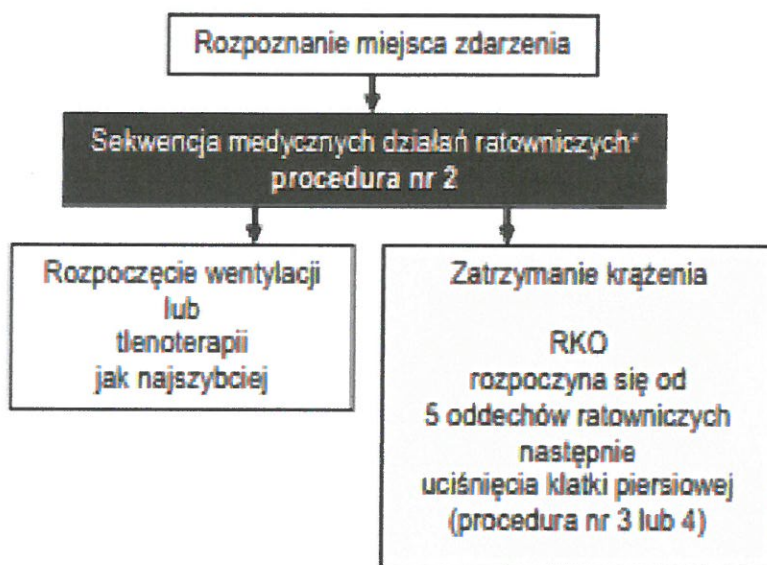 Rozpoznanie miejsca zdarzenia
Sekwencja medycznych działań ratowniczych*
procedura nr 2
Rozpoczęcie wentylacji
lub
tlenoterapii
jak najszybciej
Zatrzymanie krążenia
RKO
rozpoczyna się od
5 oddechów ratowniczych
następnie
uciśnięcia klatki piersiowej
(procedura nr 3 lub 4)